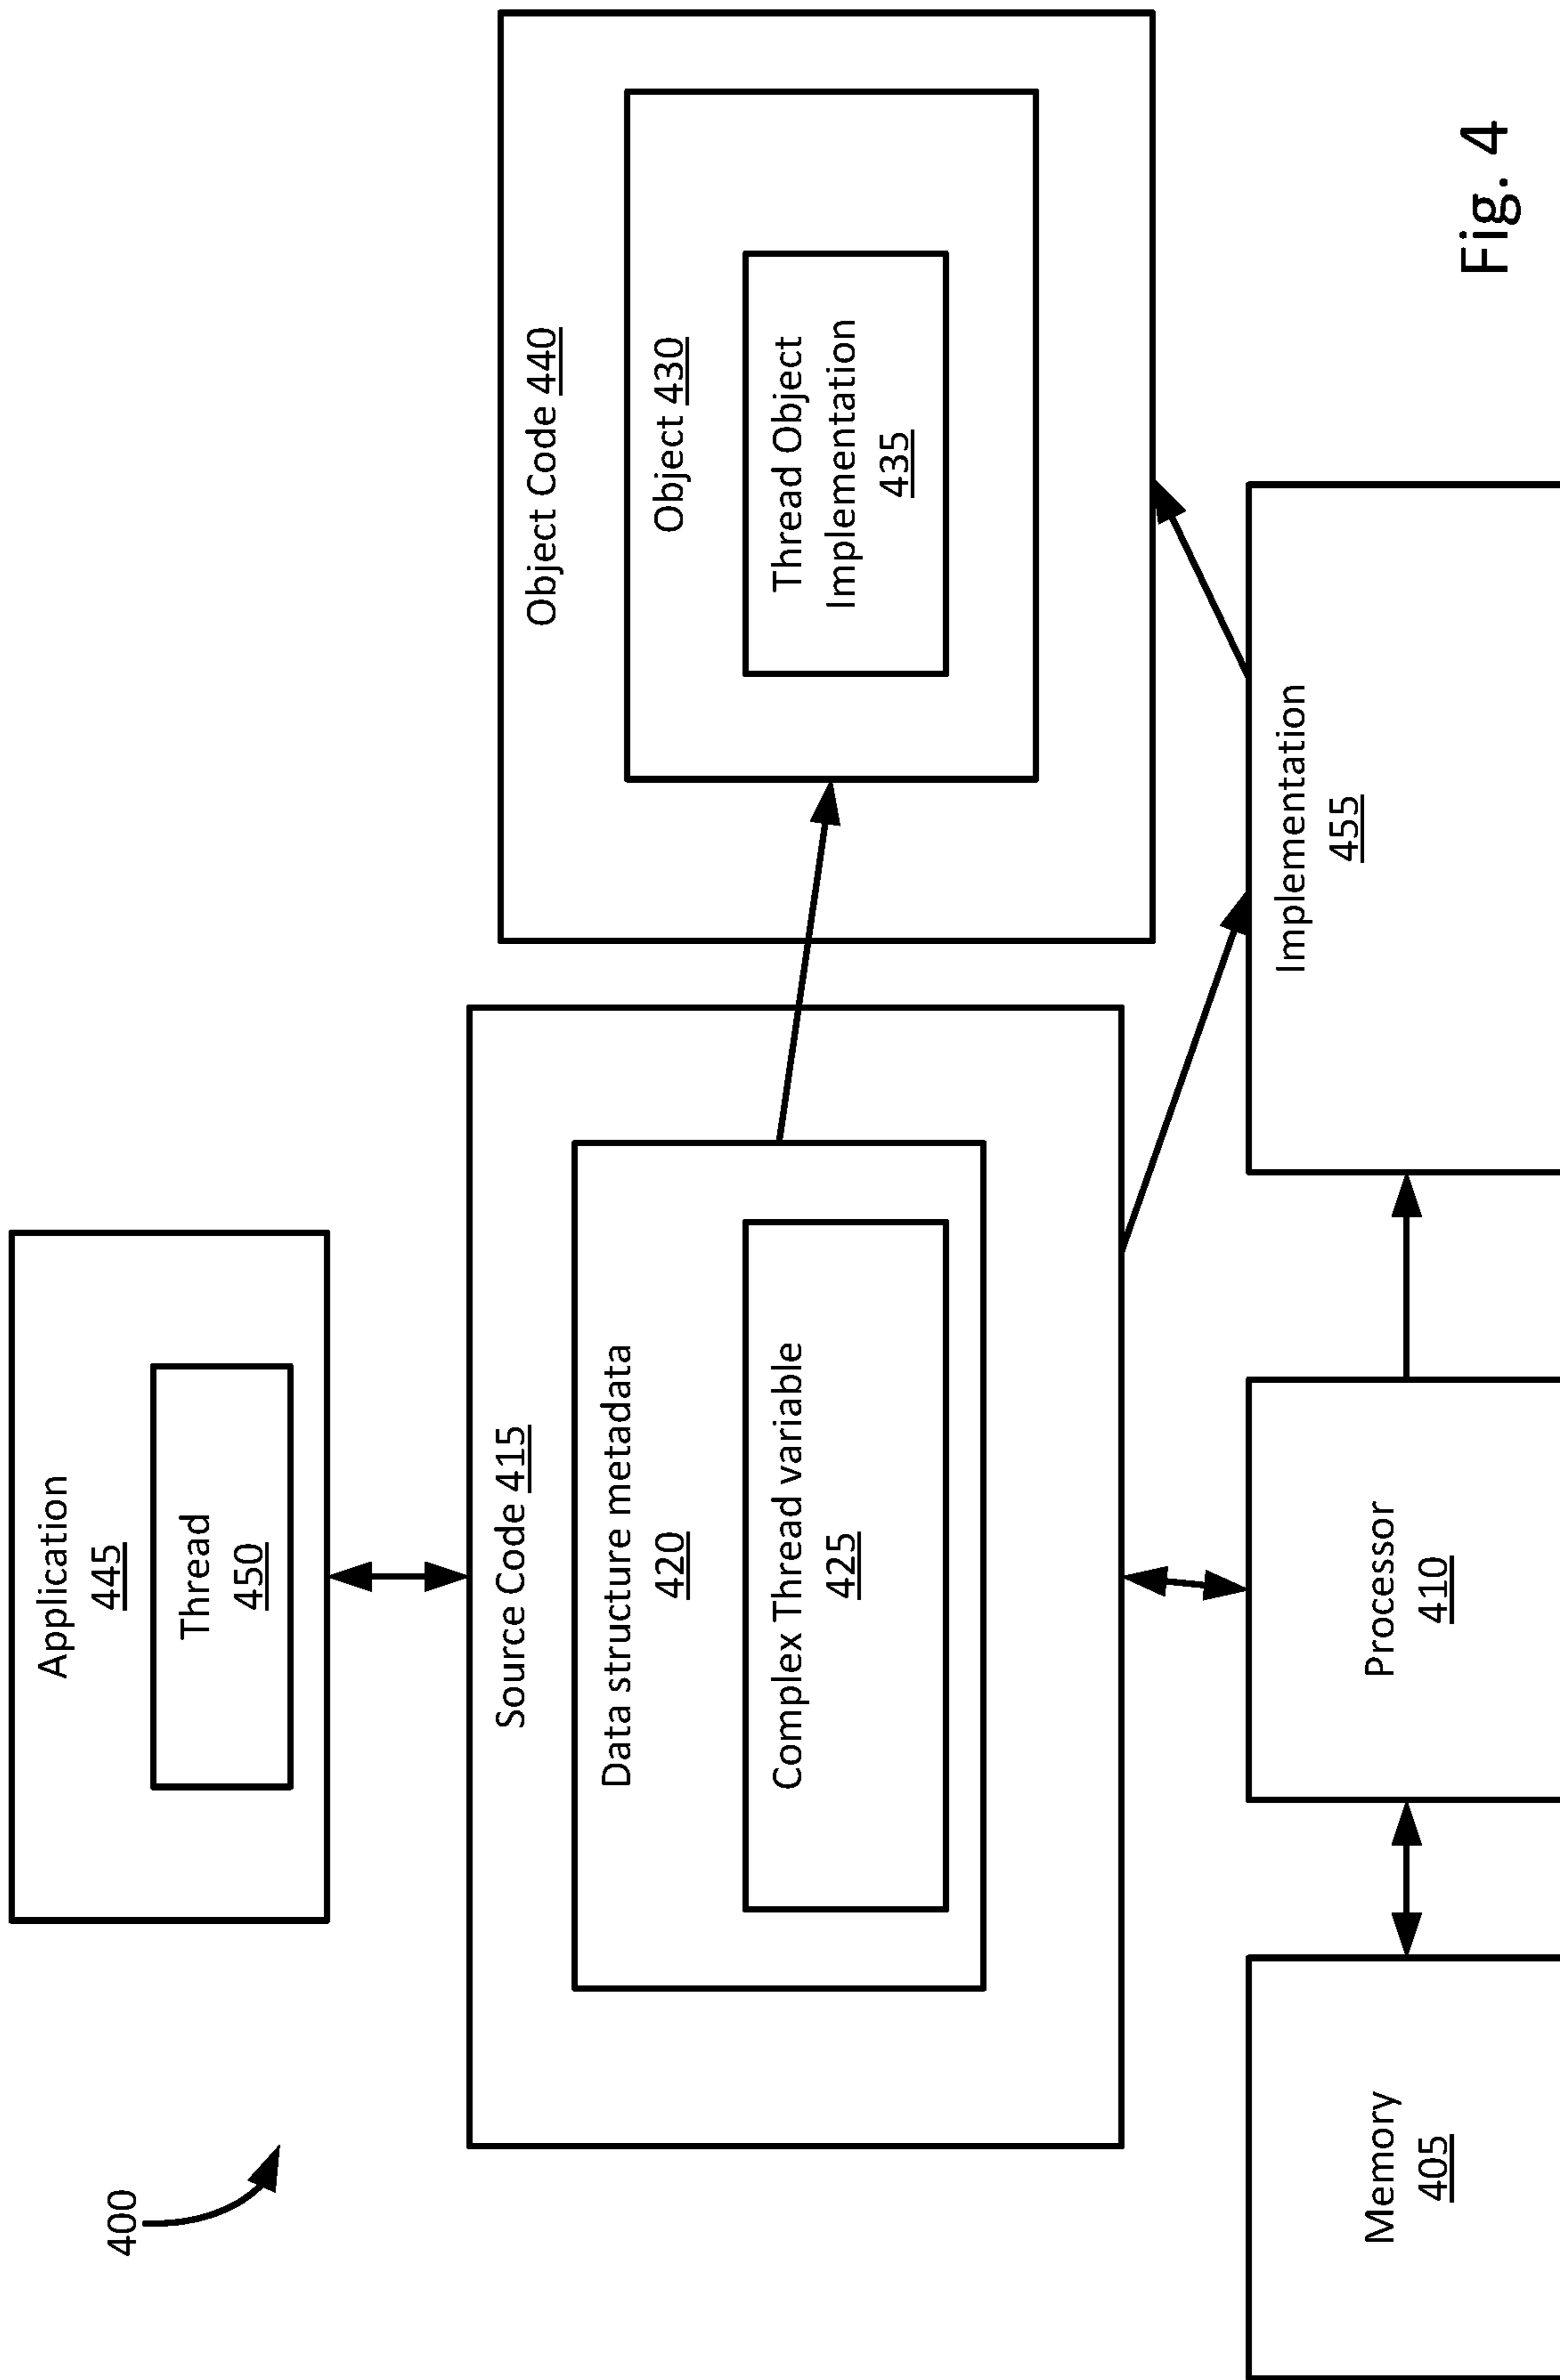 400
Application
445
Thread
450
Source Code 415
Data structure metadata
420
Complex Thread variable
425
Object Code 440
Object 430
Thread Object
Implementation
435
Memory
405
Processor
410
Implementation
455
Fig. 4